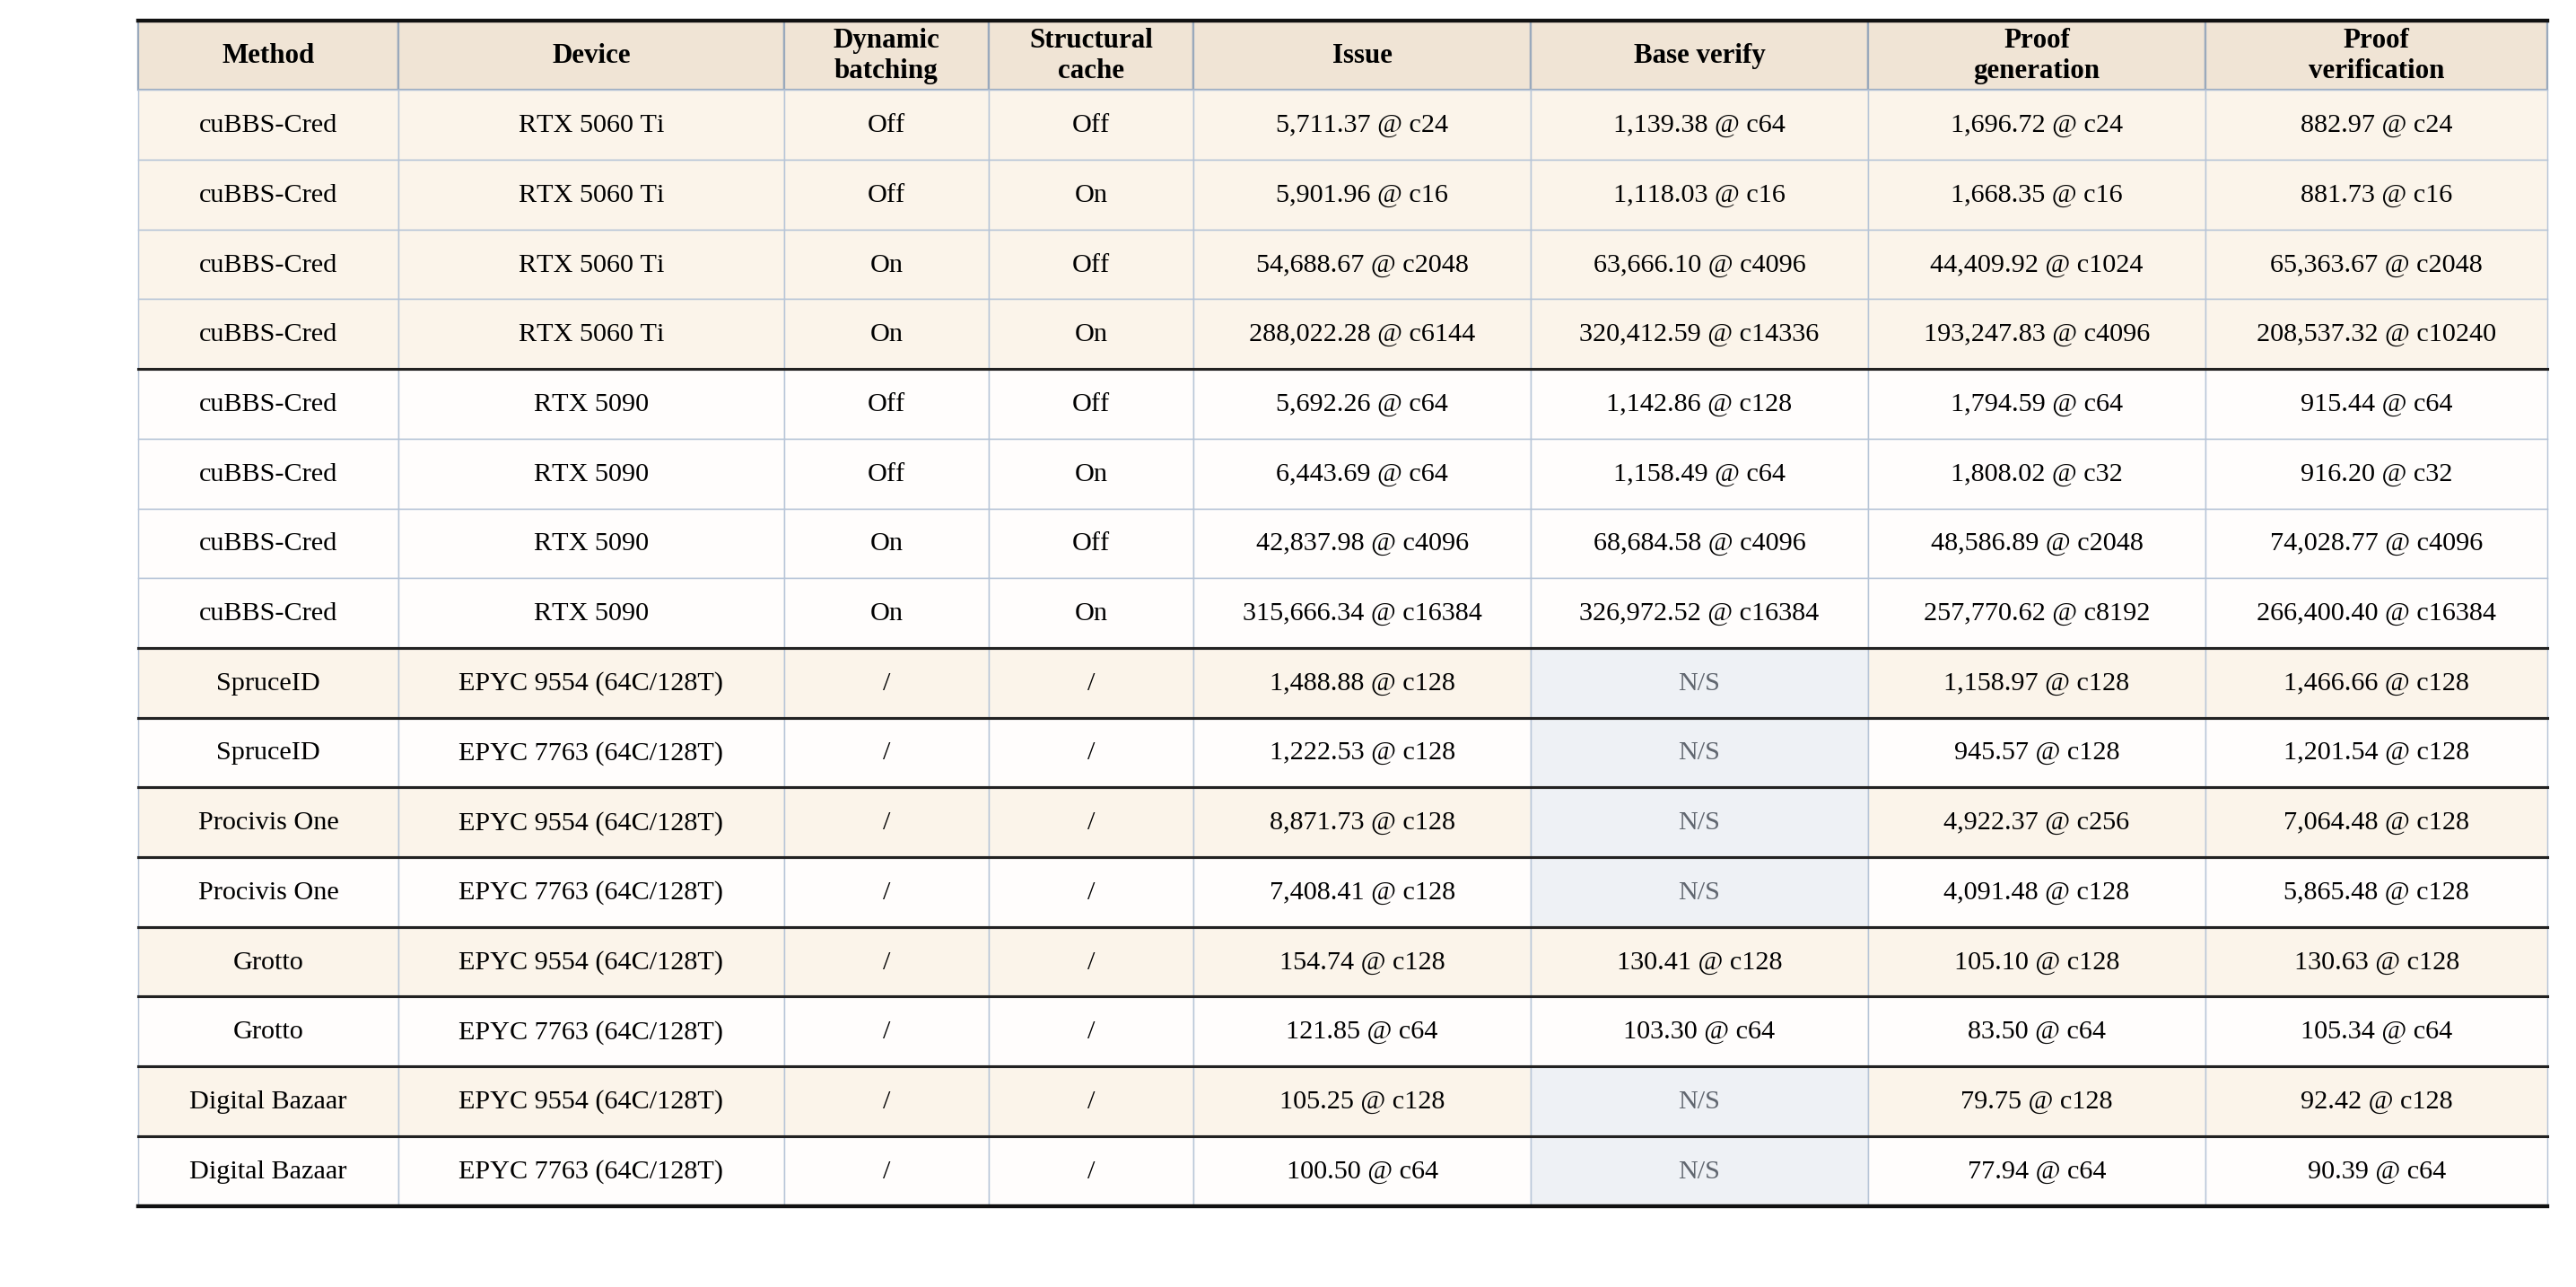 Method Device Dynamic batching Structural cache Issue Base verify Proof generation Proof verification
cuBBS-Cred RTX 5060 Ti Off Off 5,711.37 @ c24 1,139.38 @ c64 1,696.72 @ c24 882.97 @ c24
cuBBS-Cred RTX 5060 Ti Off On 5,901.96 @ c16 1,118.03 @ c16 1,668.35 @ c16 881.73 @ c16
cuBBS-Cred RTX 5060 Ti On Off 54,688.67 @ c2048 63,666.10 @ c4096 44,409.92 @ c1024 65,363.67 @ c2048
cuBBS-Cred RTX 5060 Ti On On 288,022.28 @ c6144 320,412.59 @ c14336 193,247.83 @ c4096 208,537.32 @ c10240
cuBBS-Cred RTX 5090 Off Off 5,692.26 @ c64 1,142.86 @ c128 1,794.59 @ c64 915.44 @ c64
cuBBS-Cred RTX 5090 Off On 6,443.69 @ c64 1,158.49 @ c64 1,808.02 @ c32 916.20 @ c32
cuBBS-Cred RTX 5090 On Off 42,837.98 @ c4096 68,684.58 @ c4096 48,586.89 @ c2048 74,028.77 @ c4096
cuBBS-Cred RTX 5090 On On 315,666.34 @ c16384 326,972.52 @ c16384 257,770.62 @ c8192 266,400.40 @ c16384
SpruceID EPYC 9554 (64C/128T) / / 1,488.88 @ c128 N/S 1,158.97 @ c128 1,466.66 @ c128
SpruceID EPYC 7763 (64C/128T) / / 1,222.53 @ c128 N/S 945.57 @ c128 1,201.54 @ c128
Procivis One EPYC 9554 (64C/128T) / / 8,871.73 @ c128 N/S 4,922.37 @ c256 7,064.48 @ c128
Procivis One EPYC 7763 (64C/128T) / / 7,408.41 @ c128 N/S 4,091.48 @ c128 5,865.48 @ c128
Grotto EPYC 9554 (64C/128T) / / 154.74 @ c128 130.41 @ c128 105.10 @ c128 130.63 @ c128
Grotto EPYC 7763 (64C/128T) / / 121.85 @ c64 103.30 @ c64 83.50 @ c64 105.34 @ c64
Digital Bazaar EPYC 9554 (64C/128T) / / 105.25 @ c128 N/S 79.75 @ c128 92.42 @ c128
Digital Bazaar EPYC 7763 (64C/128T) / / 100.50 @ c64 N/S 77.94 @ c64 90.39 @ c64